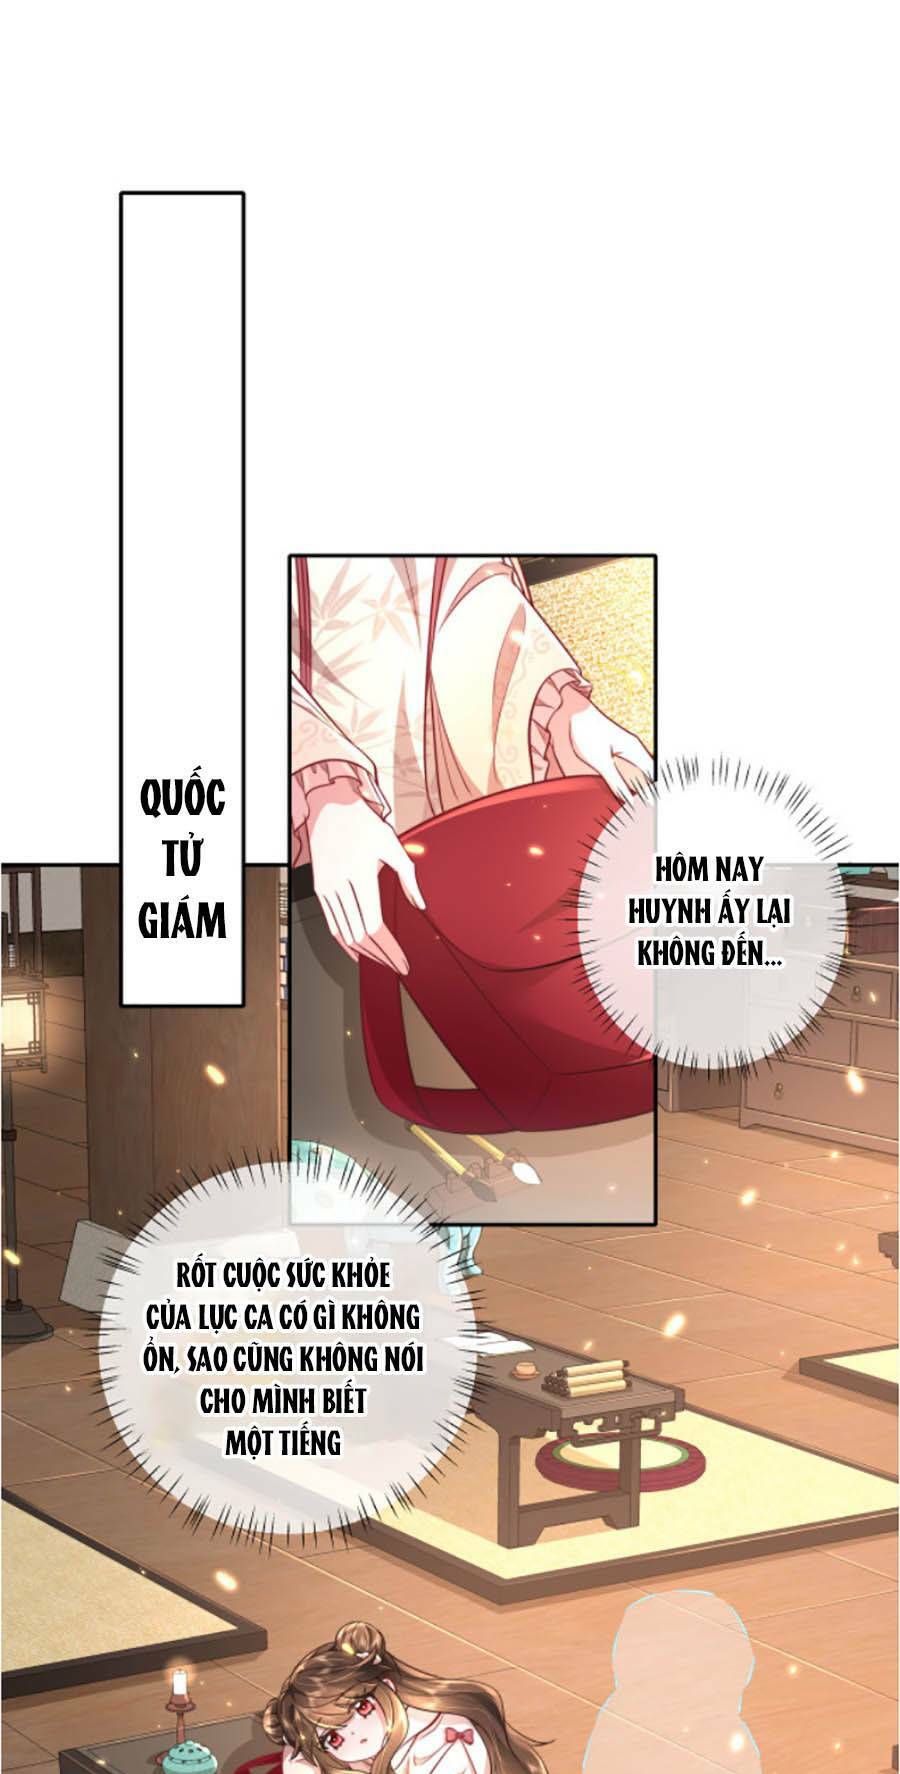 QUỐC
TỬ
GIÁM
HÔM NAY
HUYNH ẤY LẠI
KHÔNG ĐẾN...
RỐT CUỘC SỨC KHỎE
CỦA LỤC CA CÓ GÌ KHÔNG
ỔN, SAO CŨNG KHÔNG NÓI
CHO MÌNH BIẾT
MỘT TIẾNG